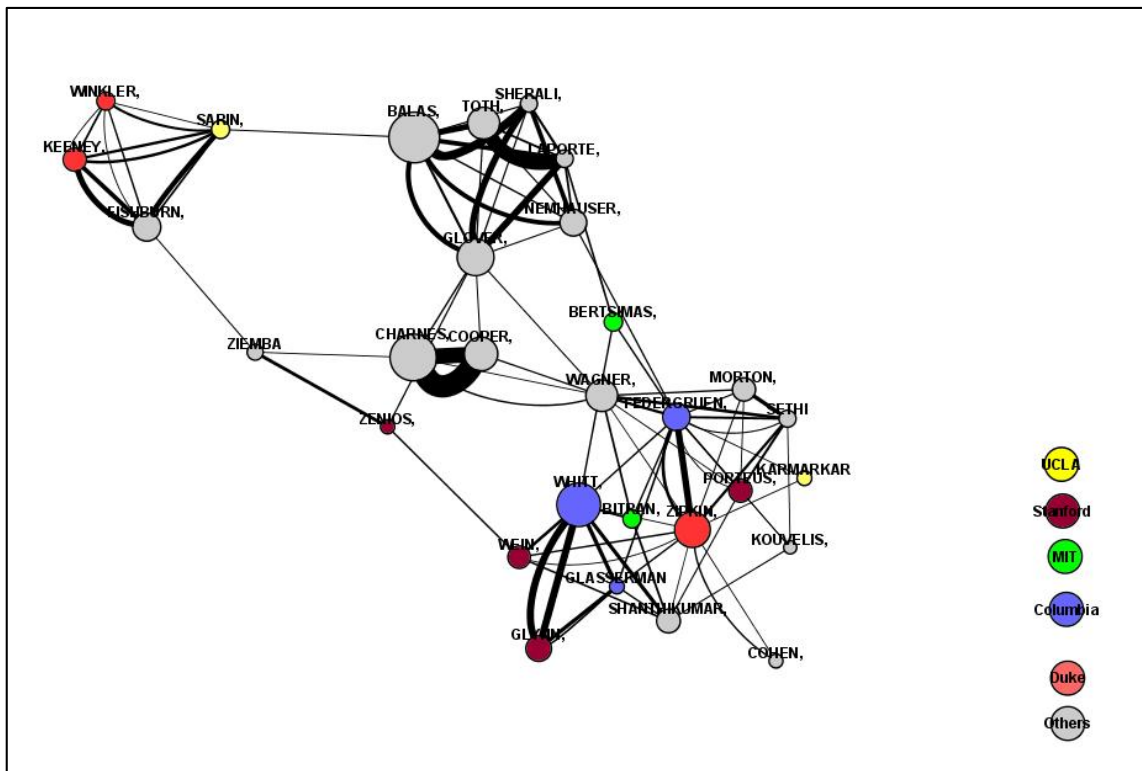 WINKLER,
SARIN,
KEENEY,
FISHBURN,
BALAS,
TOTH,
SHERALI,
LAPORTE,
NEMHAUSER,
GLOVER,
BERTSIMAS,
ZIEMBA
CHARNES,
COOPER,
WAGNER,
MORTON,
FEDERGRUEN,
SETHI
ZENIOS,
KARMARKAR
PORTEUS,
WHITT,
BITRAN,
ZIPKIN,
KOUVELIS,
WEIN,
GLASSERMAN
SHANTHIKUMAR,
GLYNN,
COHEN,
UCLA
Stanford
MIT
Columbia
Duke
Others